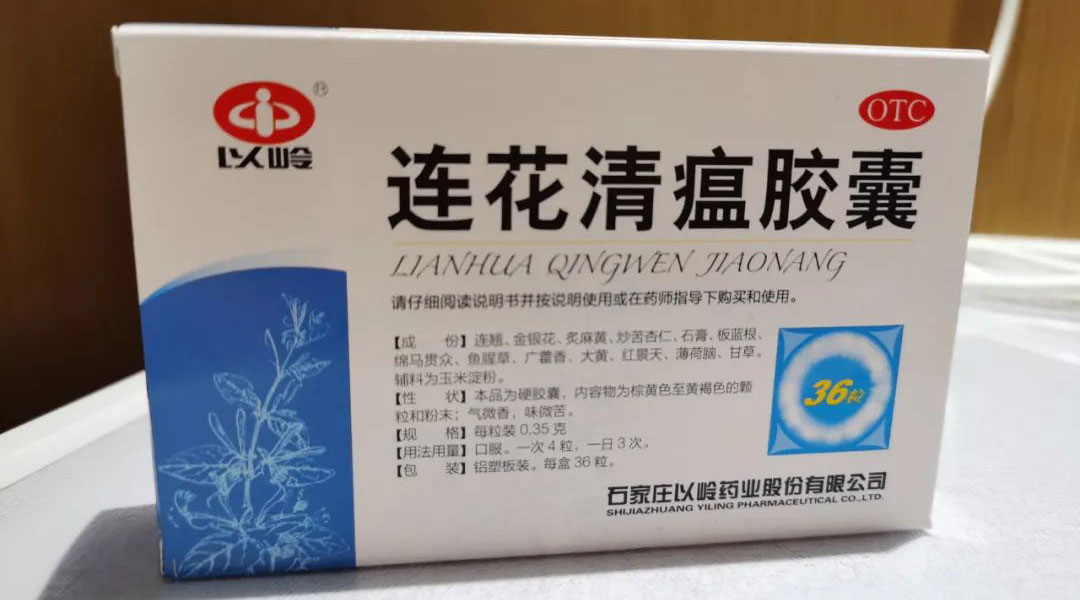 以岭
®
OTC
连花清瘟胶囊
LIANHUA QINGWEN JIAONANG
请仔细阅读说明书并按说明使用或在药师指导下购买和使用。
【成 份】连翘、金银花、炙麻黄、炒苦杏仁、石膏、板蓝根、
绵马贯众、鱼腥草、广藿香、大黄、红景天、薄荷脑、甘草。
辅料为玉米淀粉。
【性 状】本品为硬胶囊，内容物为棕黄色至黄褐色的颗
粒和粉末；气微香，味微苦。
【规 格】每粒装 0.35 克
【用法用量】口服。一次 4 粒，一日 3 次。
【包 装】铝塑板装。每盒 36 粒。
36粒
石家庄以岭药业股份有限公司
SHIJIAZHUANG YILING PHARMACEUTICAL CO.,LTD.